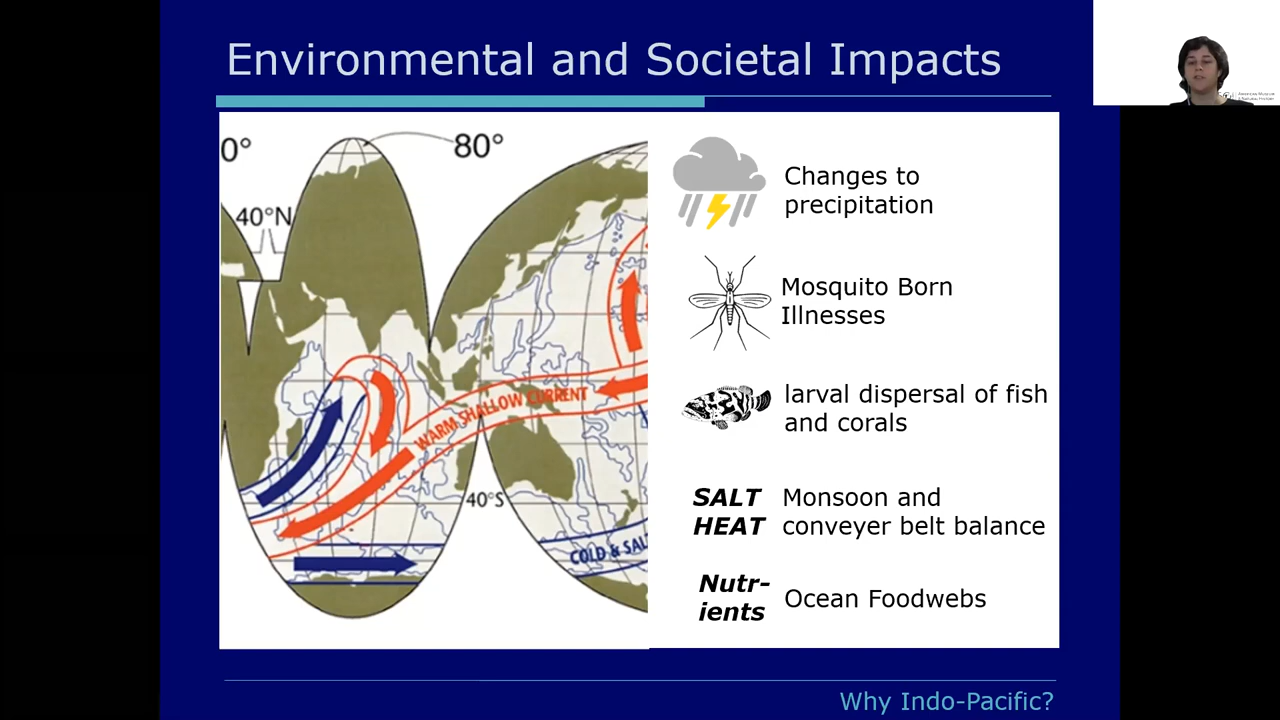 Environmental and Societal Impacts
0°
80°
40°N
WARM SHALLOW CURRENT
40°S
COLD & SAL
Changes to
precipitation
Mosquito Born
Illnesses
larval dispersal of fish
and corals
SALT
HEAT
Monsoon and
conveyer belt balance
Nutr-
ients
Ocean Foodwebs
Why Indo-Pacific?